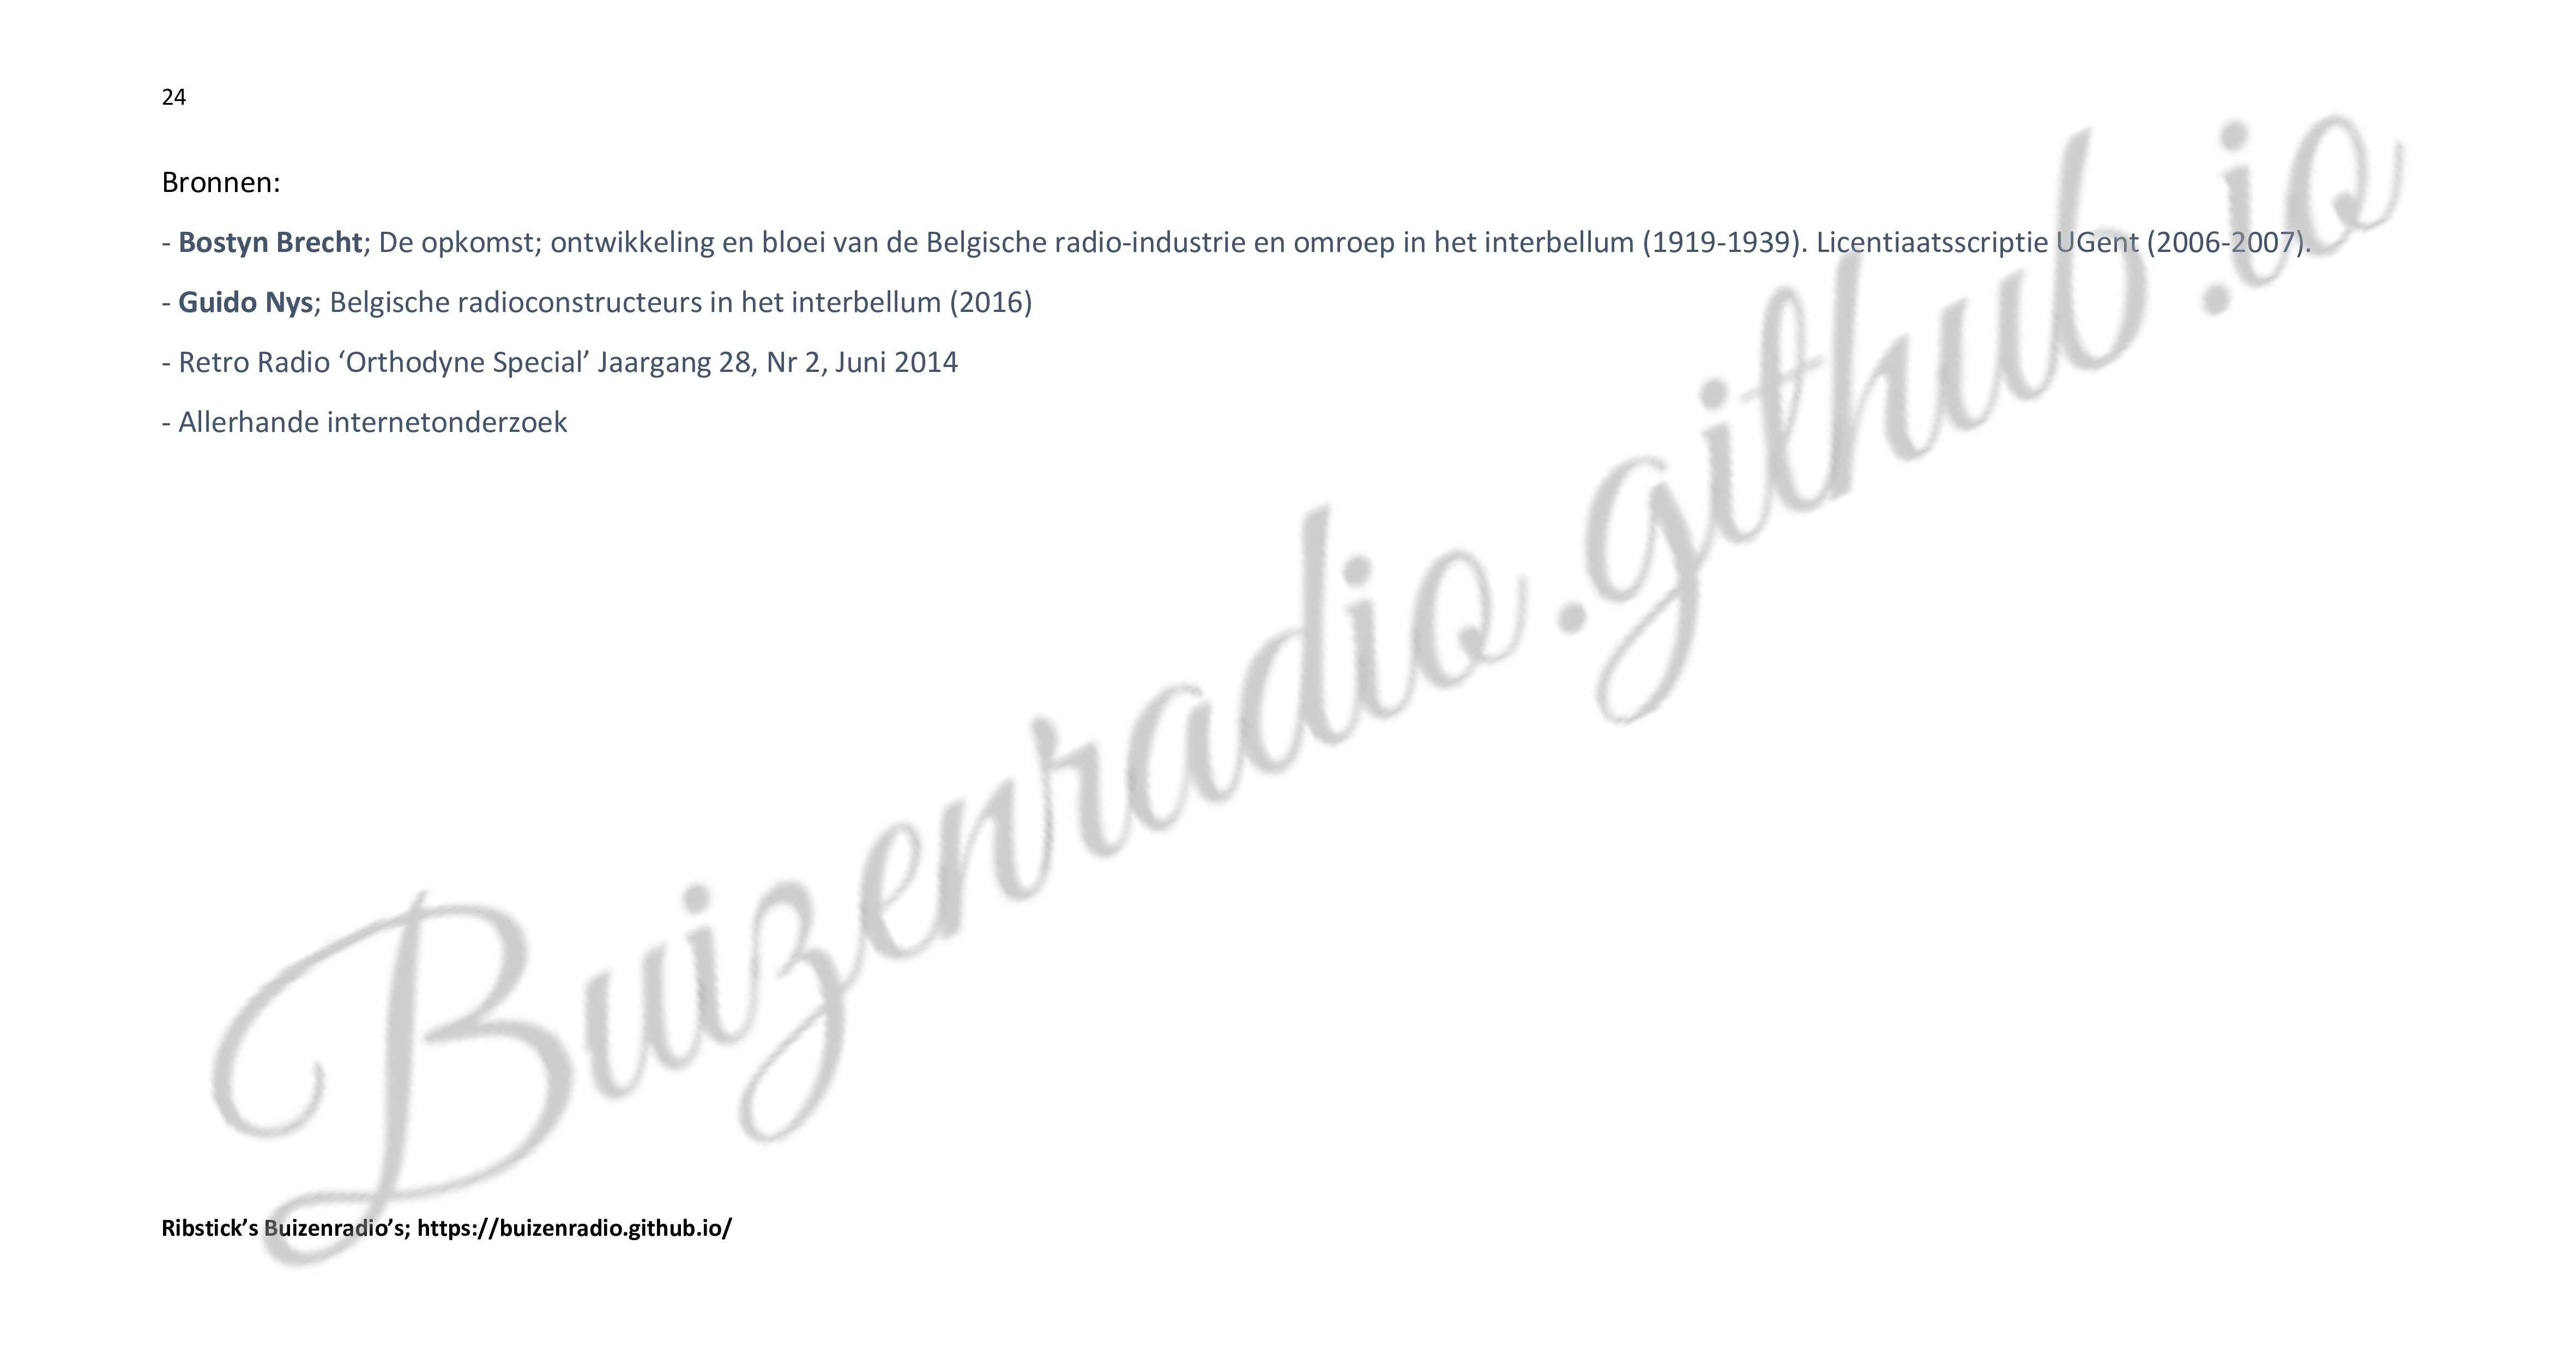 24
Bronnen:
- Bostyn Brecht; De opkomst; ontwikkeling en bloei van de Belgische radio-industrie en omroep in het interbellum (1919-1939). Licentiaatsscriptie UGent (2006-2007).
- Guido Nys; Belgische radioconstructeurs in het interbellum (2016)
- Retro Radio ‘Orthodyne Special’ Jaargang 28, Nr 2, Juni 2014
- Allerhande internetonderzoek
Buizenradio.github.io
Ribstick’s Buizenradio’s; https://buizenradio.github.io/